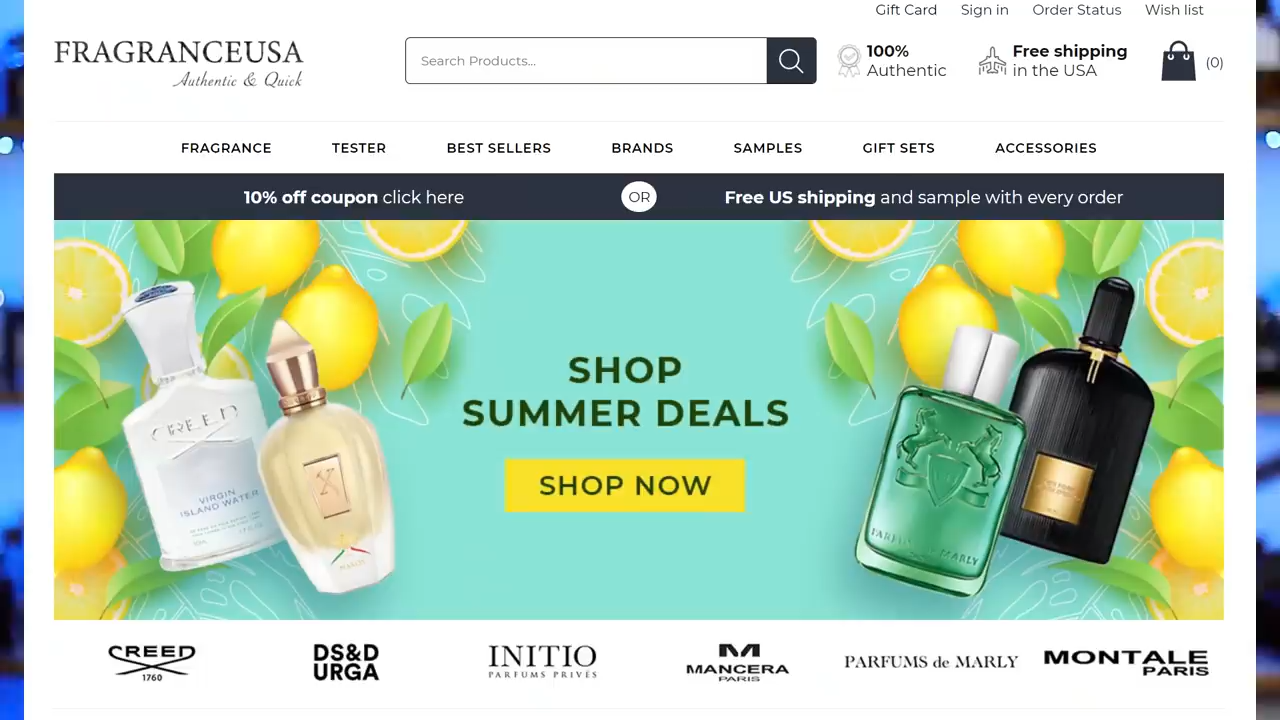 Gift Card Sign in Order Status Wish list
FRAGRANCEUSA
Authentic & Quick
Search Products...
100%
Authentic
Free shipping
in the USA
(0)
FRAGRANCE TESTER BEST SELLERS BRANDS SAMPLES GIFT SETS ACCESSORIES
10% off coupon click here OR Free US shipping and sample with every order
SHOP
SUMMER DEALS
SHOP NOW
CREED
VIRGIN
ISLAND WATER
X
PARFUMS de MARLY
CREED
1760
DS&D
URGA
INITIO
PARFUMS PRIVÉS
MANCERA
PARIS
PARFUMS de MARLY
MONTALE
PARIS